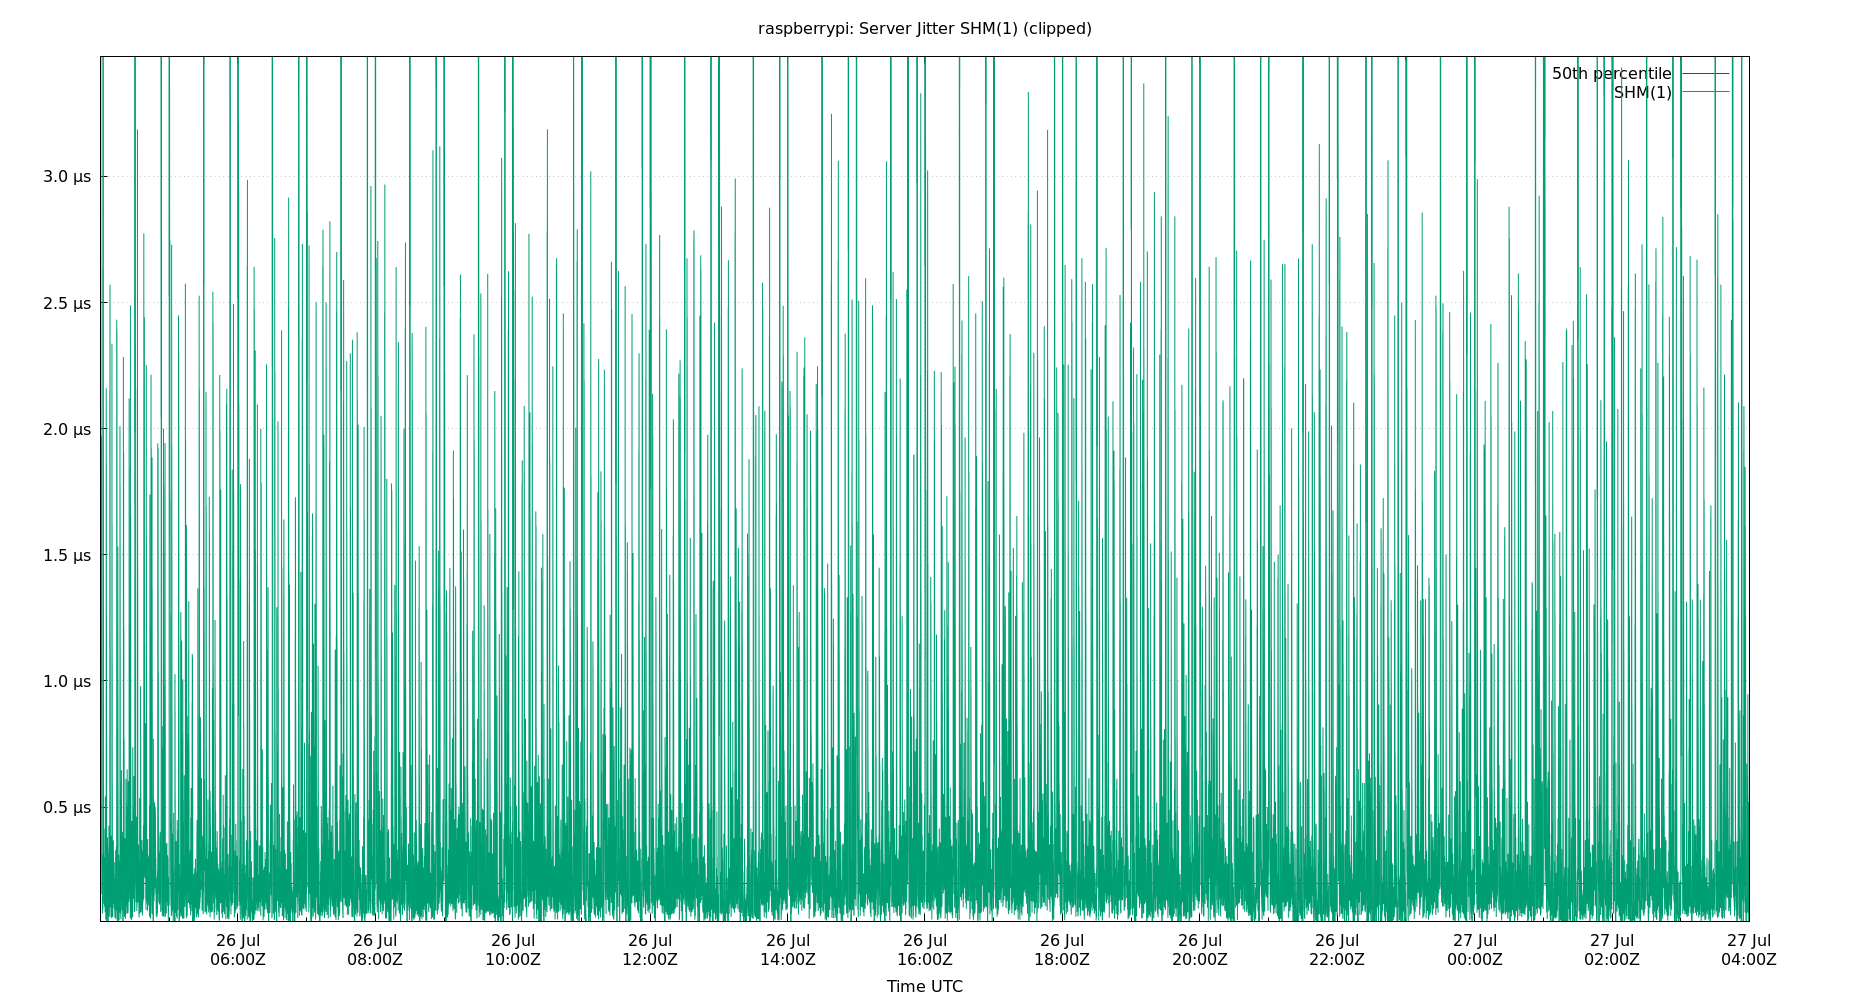 raspberrypi: Server Jitter SHM(1) (clipped)
50th percentile
SHM(1)
3.0 µs
2.5 µs
2.0 µs
1.5 µs
1.0 µs
0.5 µs
26 Jul 26 Jul 26 Jul 26 Jul 26 Jul 26 Jul 26 Jul 26 Jul 26 Jul 27 Jul 27 Jul 27 Jul
06:00Z 08:00Z 10:00Z 12:00Z 14:00Z 16:00Z 18:00Z 20:00Z 22:00Z 00:00Z 02:00Z 04:00Z
Time UTC